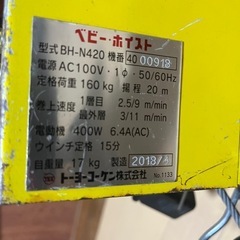 ベビー・ホイスト
型式 BH-N420 機番 40 00918
電源 AC100V・1φ・50/60Hz
定格荷重 160 kg 揚程 20 m
巻上速度 1層目 2.5/9 m/min
最外層 3/11 m/min
電動機 400W 6.4A(AC)
ウインチ定格 15分
自重量 17 kg 製造 2018/
トーヨーコーケン株式会社 No.1133